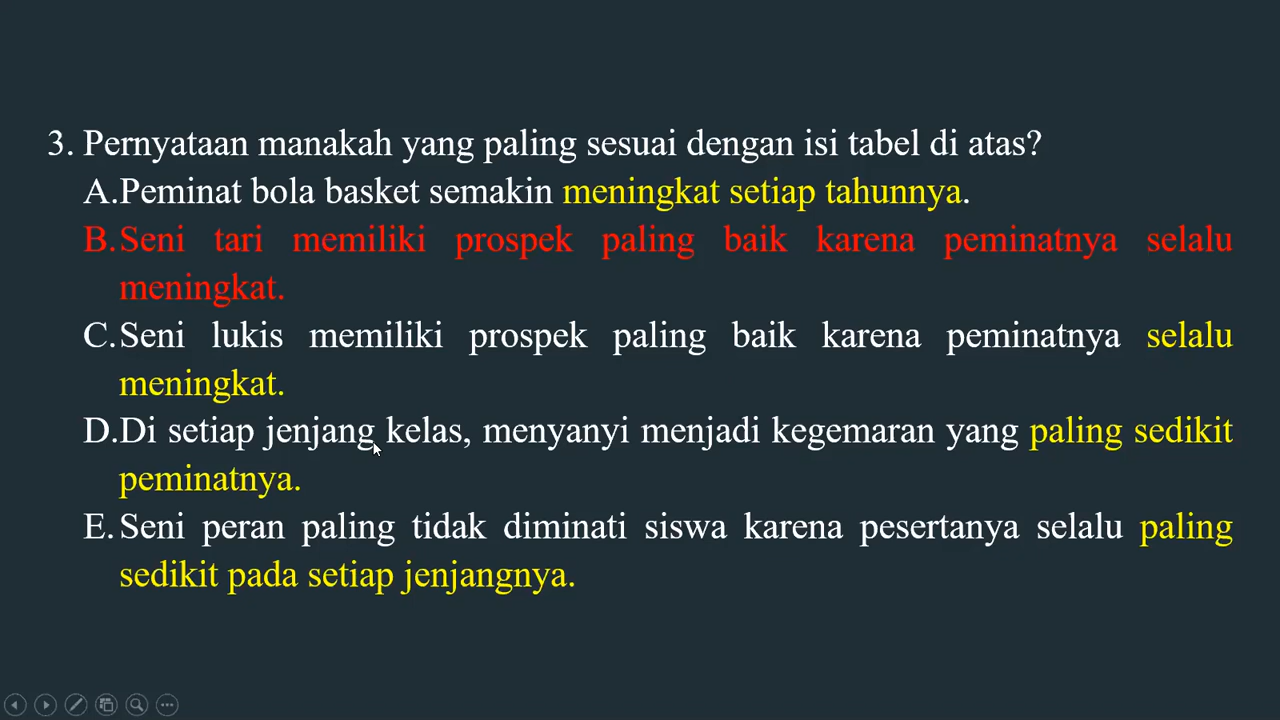 3. Pernyataan manakah yang paling sesuai dengan isi tabel di atas?
A.Peminat bola basket semakin meningkat setiap tahunnya.
B.Seni tari memiliki prospek paling baik karena peminatnya selalu
meningkat.
C.Seni lukis memiliki prospek paling baik karena peminatnya selalu
meningkat.
D.Di setiap jenjang kelas, menyanyi menjadi kegemaran yang paling sedikit
peminatnya.
E. Seni peran paling tidak diminati siswa karena pesertanya selalu paling
sedikit pada setiap jenjangnya.